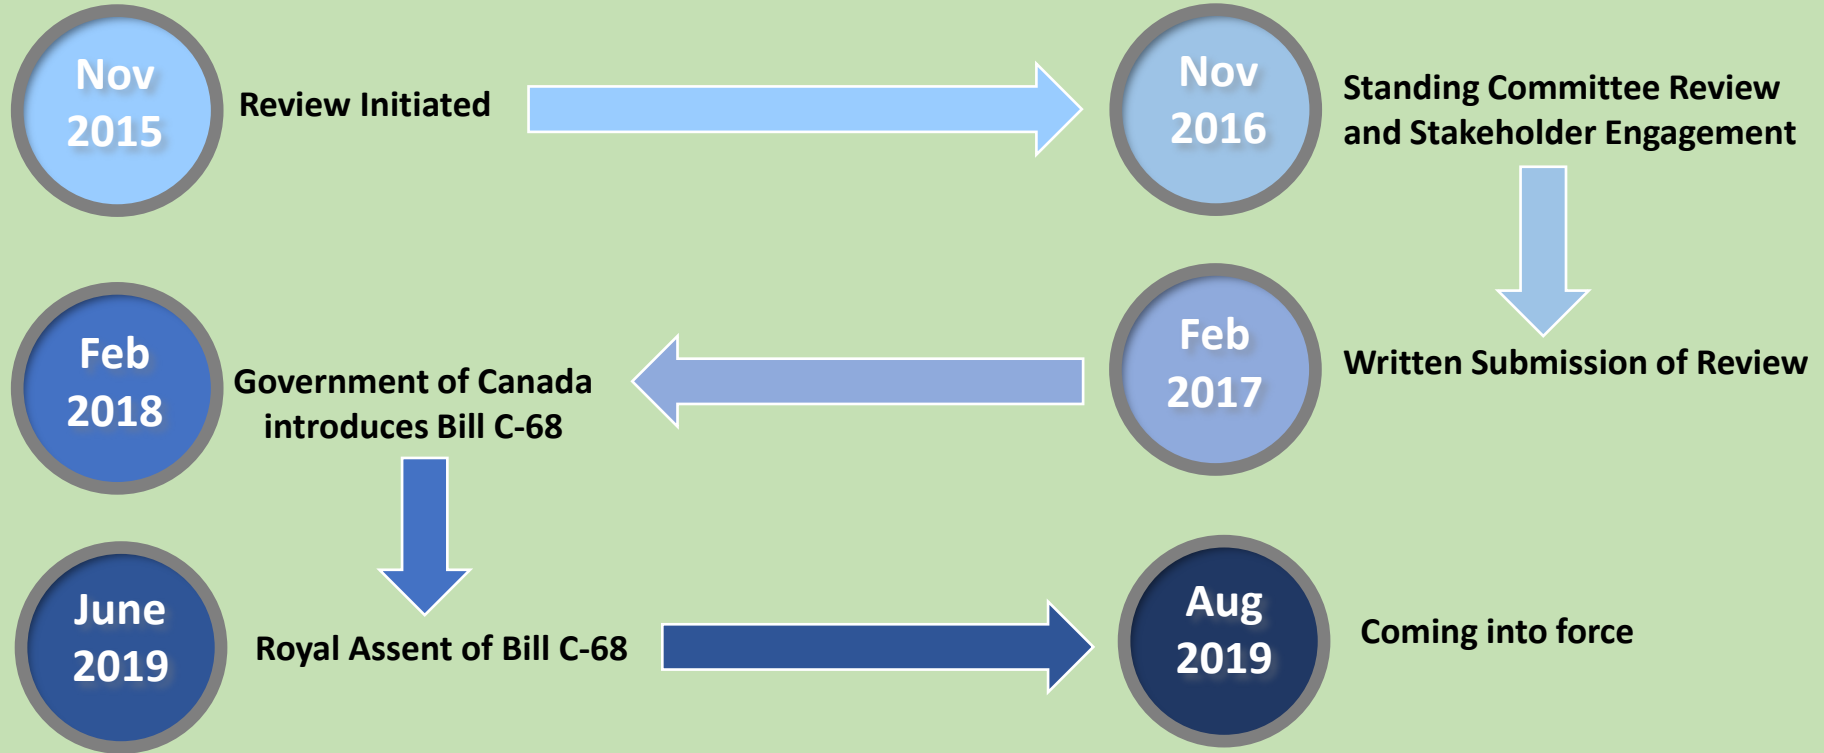 Nov
2015
Review Initiated
Nov
2016
Standing Committee Review
and Stakeholder Engagement
Feb
2017
Written Submission of Review
Feb
2018
Government of Canada
introduces Bill C-68
June
2019
Royal Assent of Bill C-68
Aug
2019
Coming into force